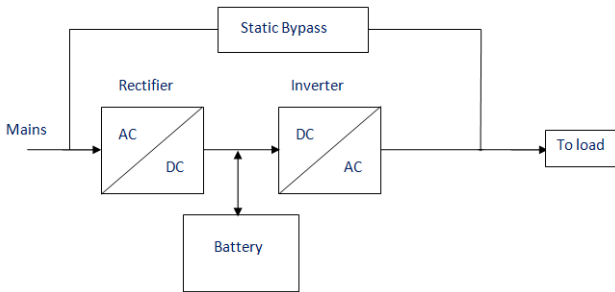 Static Bypass
Rectifier
Inverter
Mains
AC
DC
DC
AC
To load
Battery